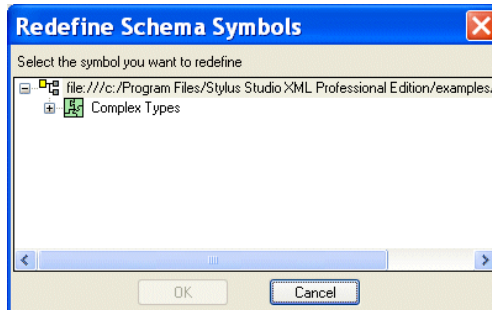 Redefine Schema Symbols
Select the symbol you want to redefine
file:///c:/Program Files/Stylus Studio XML Professional Edition/examples.
Complex Types
OK
Cancel